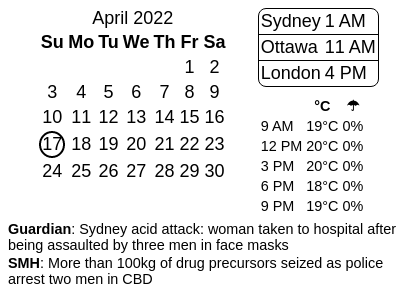 April 2022
Su Mo Tu We Th Fr Sa
1 2
3 4 5 6 7 8 9
10 11 12 13 14 15 16
17 18 19 20 21 22 23
24 25 26 27 28 29 30
Sydney 1 AM
Ottawa 11 AM
London 4 PM
°C ☂
9 AM 19°C 0%
12 PM 20°C 0%
3 PM 20°C 0%
6 PM 18°C 0%
9 PM 19°C 0%
Guardian: Sydney acid attack: woman taken to hospital after
being assaulted by three men in face masks
SMH: More than 100kg of drug precursors seized as police
arrest two men in CBD